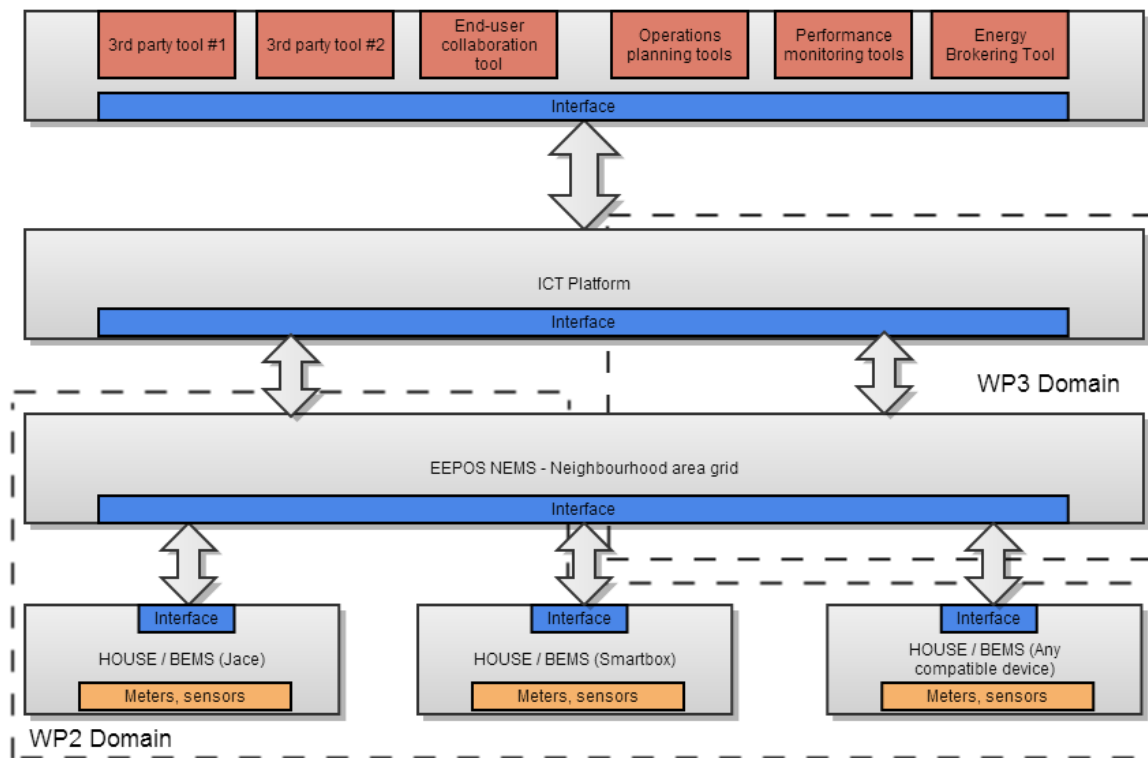 3rd party tool #1
3rd party tool #2
End-user
collaboration
tool
Operations
planning tools
Performance
monitoring tools
Energy
Brokering Tool
Interface
ICT Platform
Interface
WP3 Domain
EEPOS NEMS - Neighbourhood area grid
Interface
Interface
HOUSE / BEMS (Jace)
Meters, sensors
Interface
HOUSE / BEMS (Smartbox)
Meters, sensors
Interface
HOUSE / BEMS (Any
compatible device)
Meters, sensors
WP2 Domain